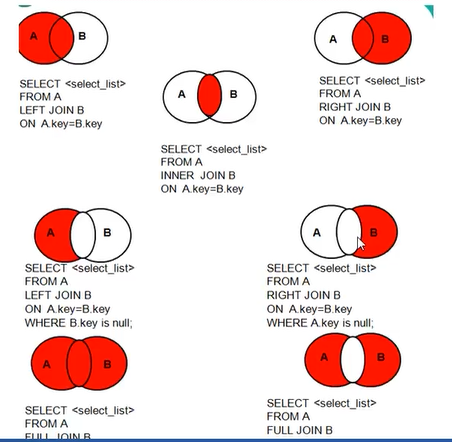 A B
SELECT <select_list>
FROM A
LEFT JOIN B
ON A.key=B.key
A B
SELECT <select_list>
FROM A
RIGHT JOIN B
ON A.key=B.key
A B
SELECT <select_list>
FROM A
INNER JOIN B
ON A.key=B.key
A B
SELECT <select_list>
FROM A
LEFT JOIN B
ON A.key=B.key
WHERE B.key is null;
A B
SELECT <select_list>
FROM A
RIGHT JOIN B
ON A.key=B.key
WHERE A.key is null;
A B
SELECT <select_list>
FROM A
FULL JOIN B
A B
SELECT <select_list>
FROM A
FULL JOIN B